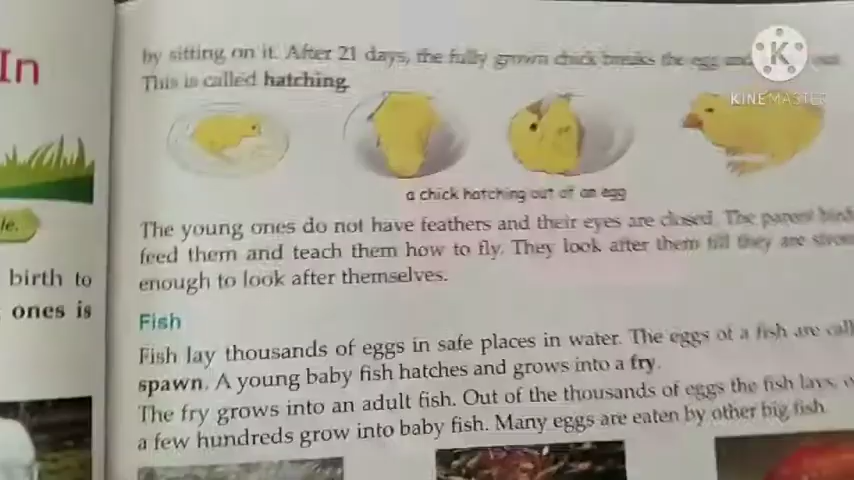 In
le.
birth to
ones is
by sitting on it. After 21 days, the fully grown chick breaks the egg and out
This is called hatching.
KINEMASTER
a chick hatching out of an egg
The young ones do not have feathers and their eyes are closed. The parent birds
feed them and teach them how to fly. They look after them till they are strong
enough to look after themselves.
Fish
Fish lay thousands of eggs in safe places in water. The eggs of a fish are call
spawn. A young baby fish hatches and grows into a fry.
The fry grows into an adult fish. Out of the thousands of eggs the fish lays,
a few hundreds grow into baby fish. Many eggs are eaten by other big fish.